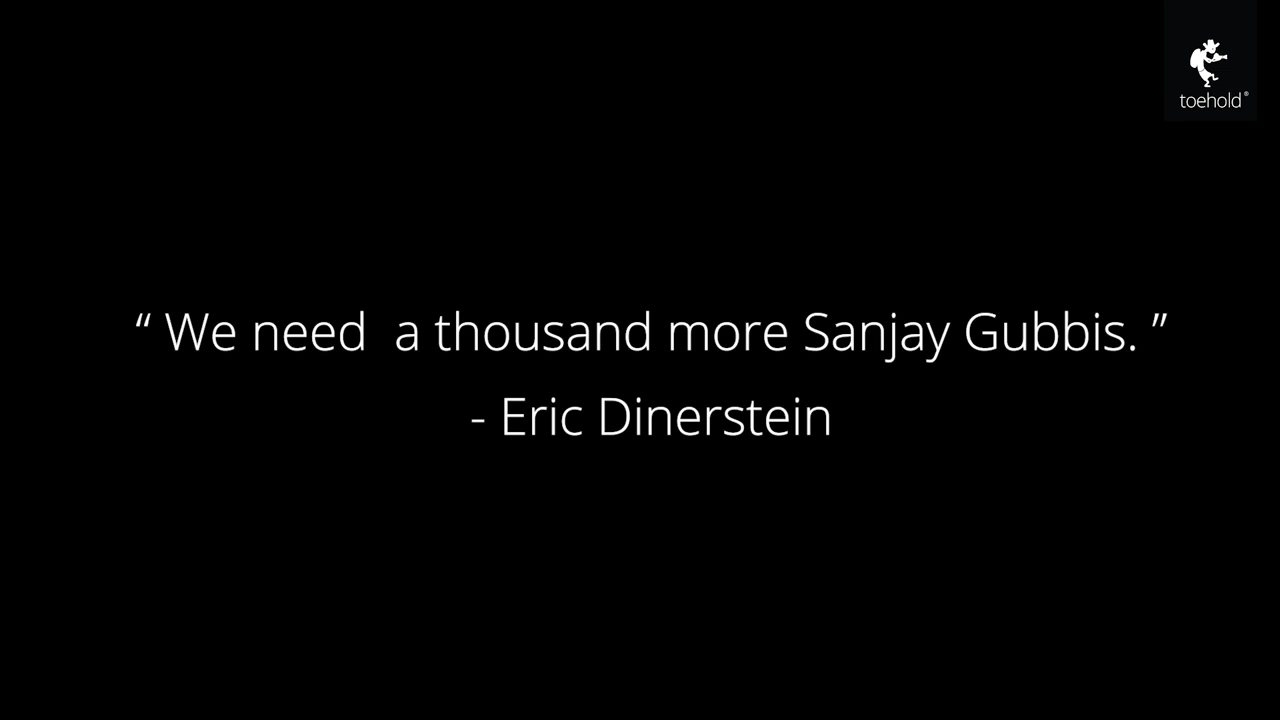 toehold®
“ We need  a thousand more Sanjay Gubbis. ”
- Eric Dinerstein